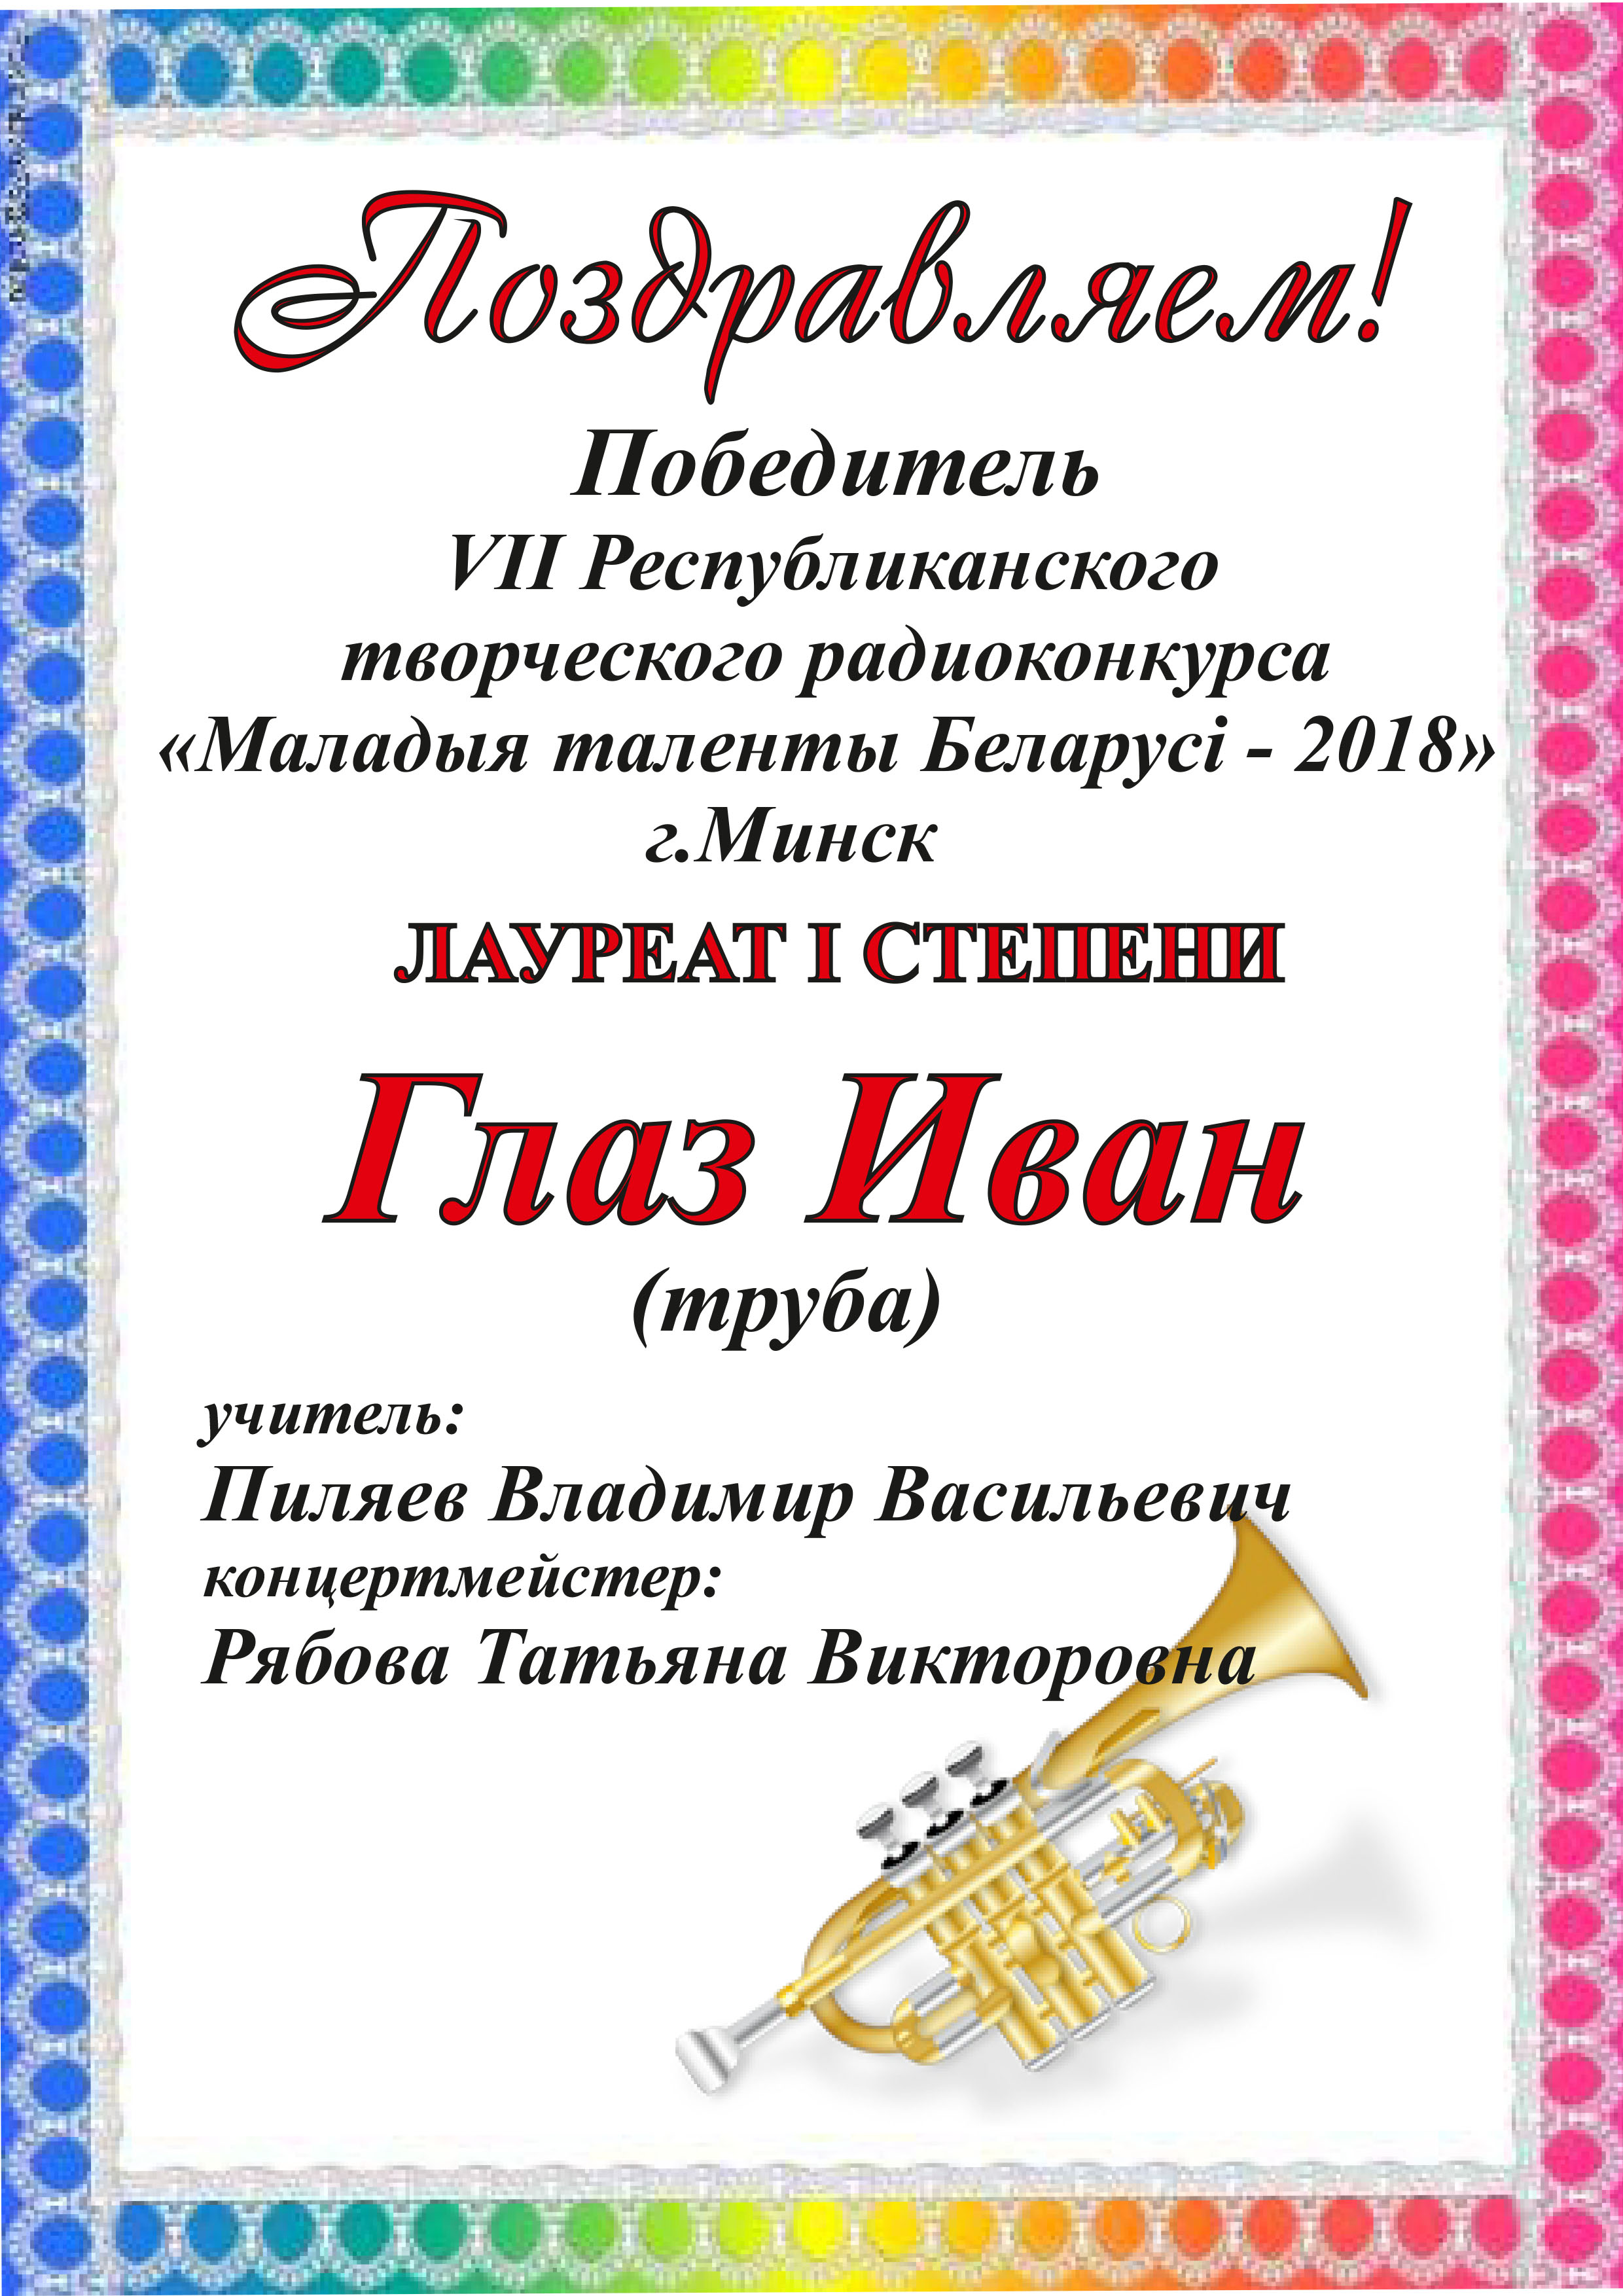 Поздравляем!
Победитель
VII Республиканского
творческого радиоконкурса
«Маладыя таленты Беларусі - 2018»
г.Минск
ЛАУРЕАТ I СТЕПЕНИ
Глаз Иван
(труба)
учитель:
Пиляев Владимир Васильевич
концертмейстер:
Рябова Татьяна Викторовна